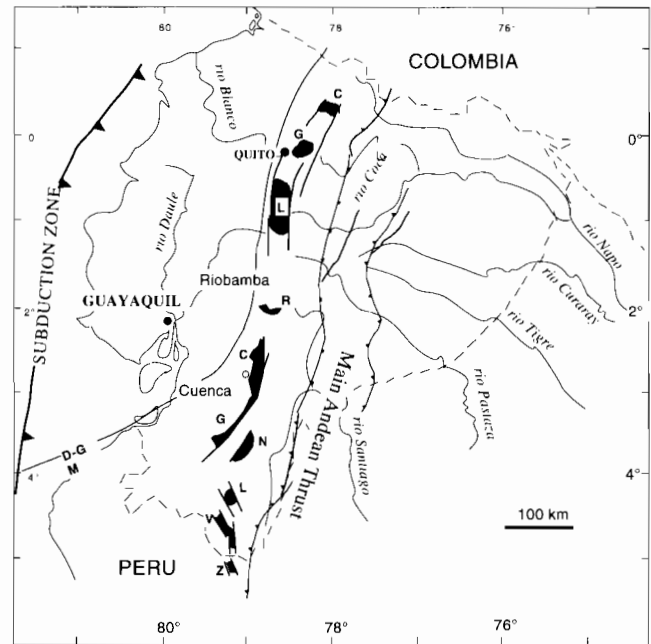 80
78
76
COLOMBIA
rio Blanco
C
0
G
QUITO
0°
rio Coca
L
rio Daule
SUBDUCTION ZONE
Riobamba
rio Napo
GUAYAQUIL
R
rio Curaray
2°
2°
rio Tigre
C
Main Andean Thrust
Cuenca
rio Pastaza
G
N
rio Santiago
D-G
M
4°
4°
L
V
100 km
PERU
Z
80°
78
76°